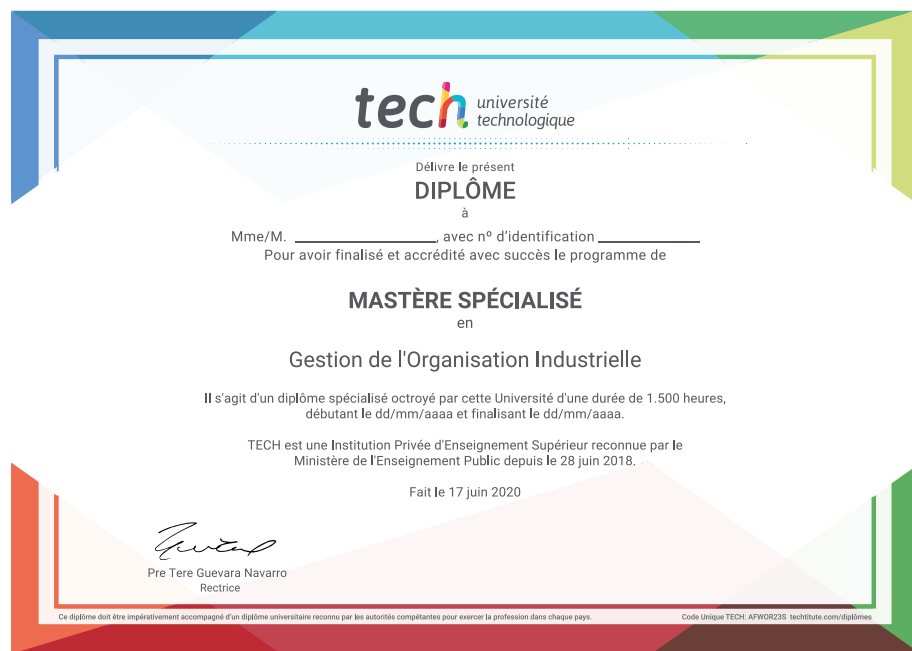 tech université
technologique
Délivre le présent
DIPLÔME
à
Mme/M. ____________________, avec nº d'identification ______________
Pour avoir finalisé et accrédité avec succès le programme de
MASTÈRE SPÉCIALISÉ
en
Gestion de l'Organisation Industrielle
Il s'agit d'un diplôme spécialisé octroyé par cette Université d'une durée de 1.500 heures,
débutant le dd/mm/aaaa et finalisant le dd/mm/aaaa.
TECH est une Institution Privée d'Enseignement Supérieur reconnue par le
Ministère de l'Enseignement Public depuis le 28 juin 2018.
Fait le 17 juin 2020
Pre Tere Guevara Navarro
Rectrice
Ce diplôme doit être impérativement accompagné d'un diplôme universitaire reconnu par les autorités compétantes pour exercer la profession dans chaque pays.
Code Unique TECH: AFWOR23S techtitute.com/diplômes